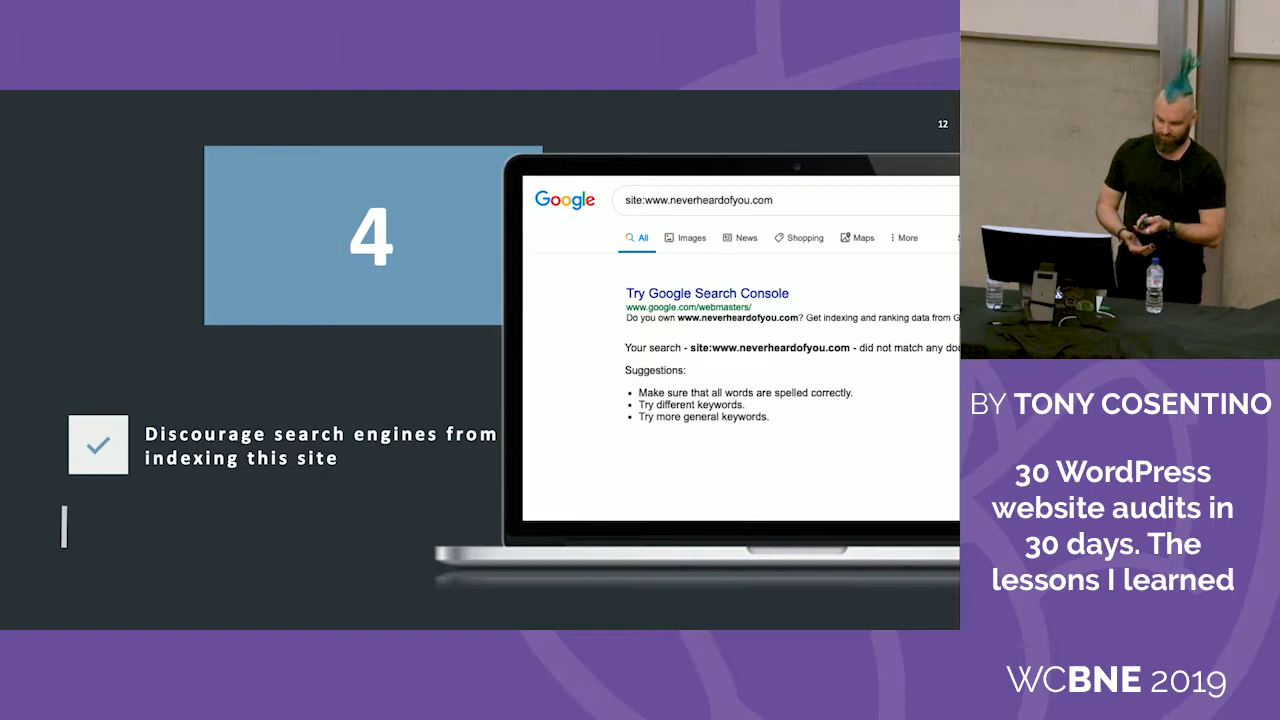 12
4
Google
site:www.neverheardofyou.com
All Images News Shopping Maps More
Try Google Search Console
www.google.com/webmasters/
Do you own www.neverheardofyou.com? Get indexing and ranking data from G
Your search - site:www.neverheardofyou.com - did not match any do
Suggestions:
Make sure that all words are spelled correctly.
Try different keywords.
Try more general keywords.
Discourage search engines from
indexing this site
BY TONY COSENTINO
30 WordPress
website audits in
30 days. The
lessons I learned
WCBNE 2019